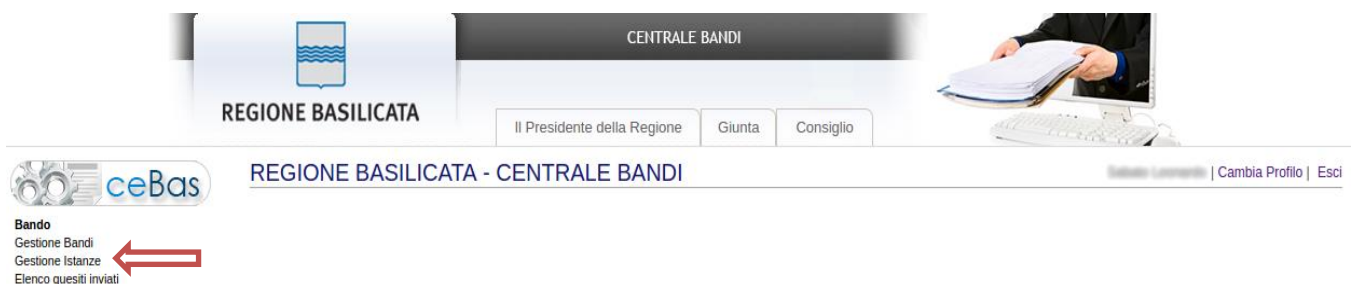 CENTRALE BANDI
REGIONE BASILICATA
Il Presidente della Regione
Giunta
Consiglio
ceBas
REGIONE BASILICATA - CENTRALE BANDI
| Cambia Profilo | Esci
Bando
Gestione Bandi
Gestione Istanze
Elenco quesiti inviati